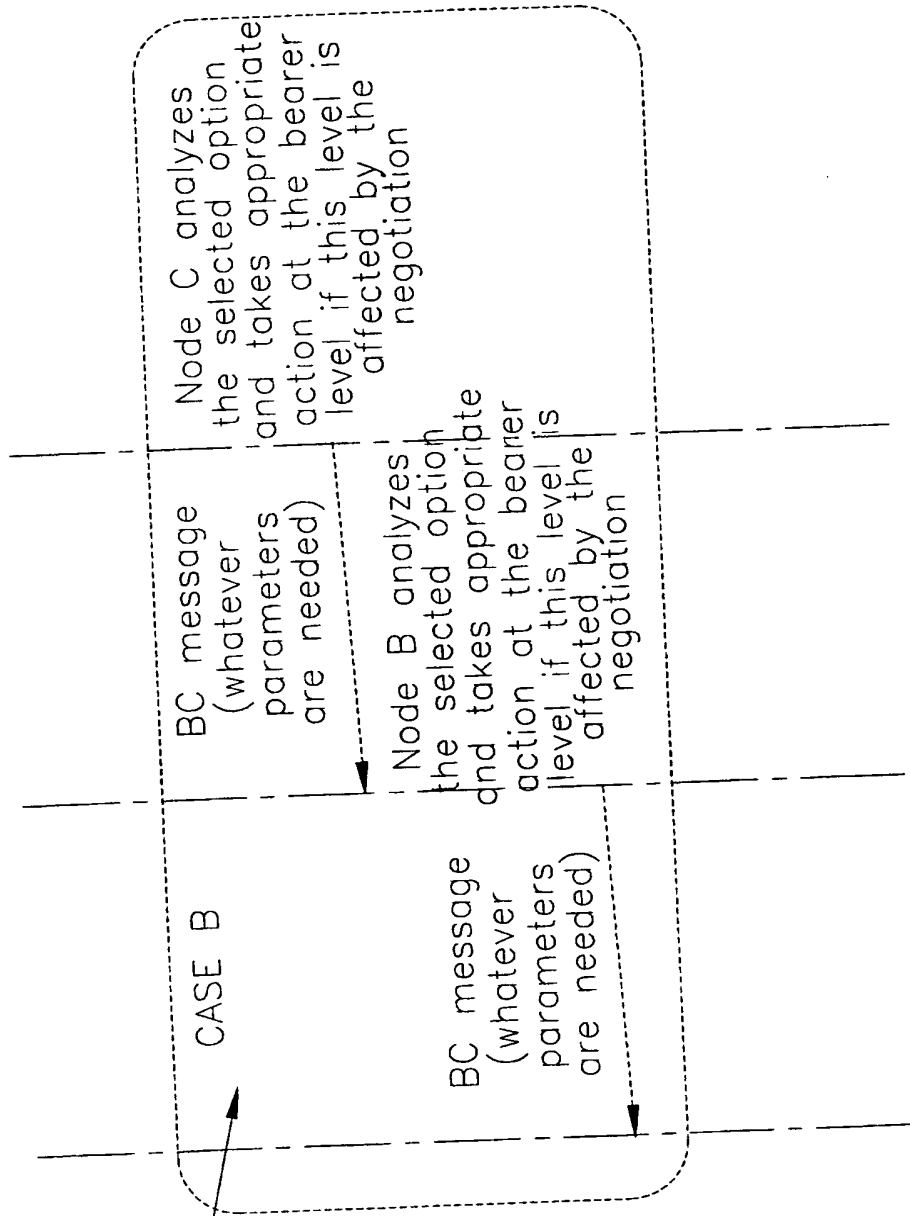 CASE B
BC message
(whatever
parameters
are needed)
Node C analyzes
the selected option
and takes appropriate
action at the bearer
level if this level is
affected by the
negotiation
Node B analyzes
the selected option
and takes appropriate
action at the bearer
level if this level is
affected by the
negotiation
BC message
(whatever
parameters
are needed)